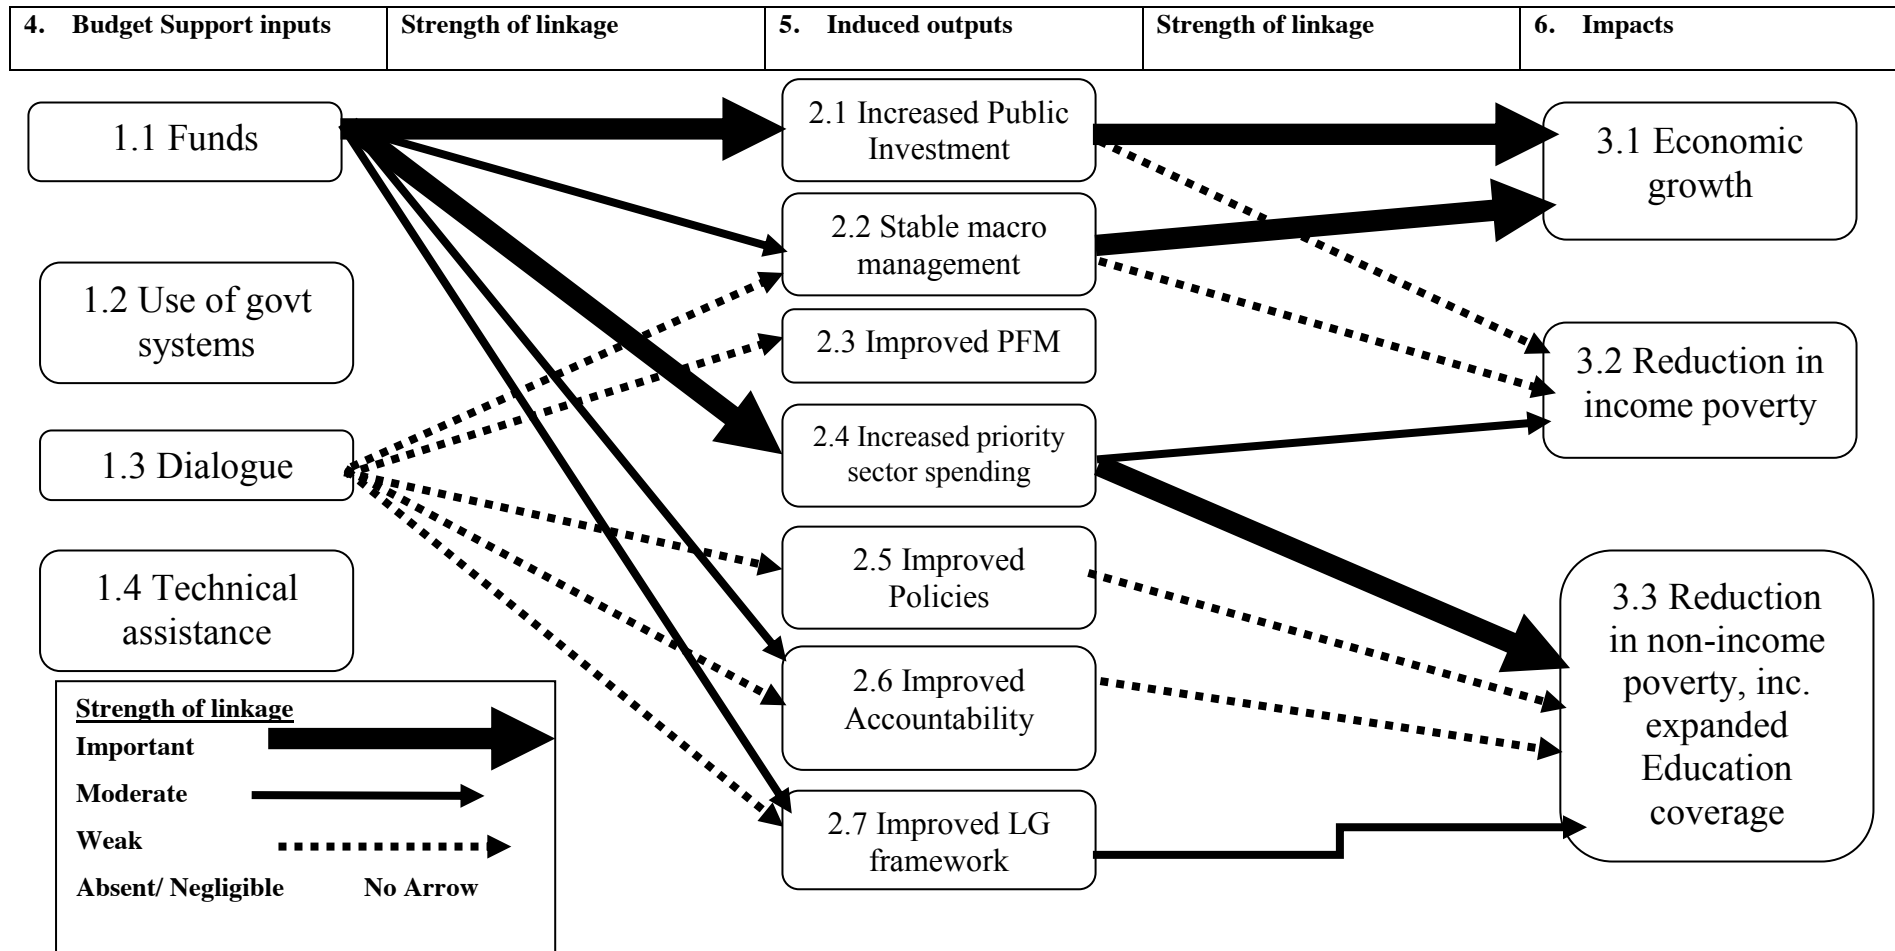 4. Budget Support inputs
Strength of linkage
5. Induced outputs
Strength of linkage
6. Impacts
1.1 Funds
1.2 Use of govt
systems
1.3 Dialogue
1.4 Technical
assistance
2.1 Increased Public
Investment
2.2 Stable macro
management
2.3 Improved PFM
2.4 Increased priority
sector spending
2.5 Improved
Policies
2.6 Improved
Accountability
2.7 Improved LG
framework
3.1 Economic
growth
3.2 Reduction in
income poverty
3.3 Reduction
in non-income
poverty, inc.
expanded
Education
coverage
Strength of linkage
Important
Moderate
Weak
Absent/ Negligible No Arrow